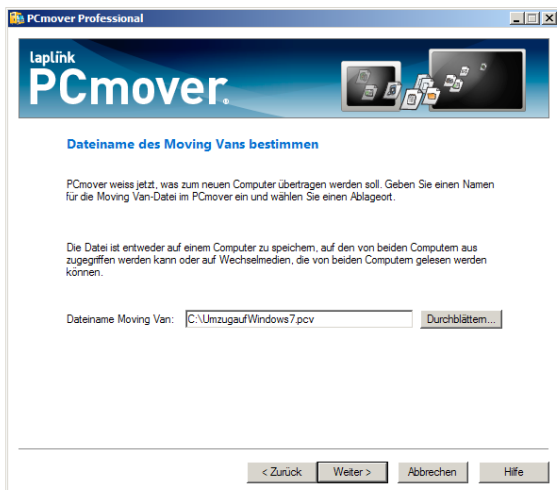 PCmover Professional
laplink
PCmover®
Dateiname des Moving Vans bestimmen
PCmover weiss jetzt, was zum neuen Computer übertragen werden soll. Geben Sie einen Namen
für die Moving Van-Datei im PCmover ein und wählen Sie einen Ablageort.
Die Datei ist entweder auf einem Computer zu speichern, auf den von beiden Computern aus
zugegriffen werden kann oder auf Wechselmedien, die von beiden Computern gelesen werden
können.
Dateiname Moving Van: C:\UmzugaufWindows7.pcv Durchblättern...
< Zurück Weiter > Abbrechen Hilfe